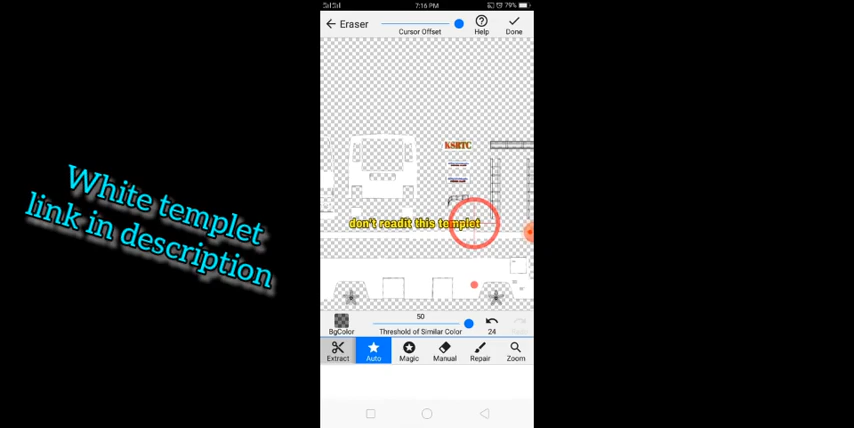 7:16 PM
79%
Eraser
Cursor Offset
Help
Done
White templet
link in description
KSRTC
don't readit this templet
50
BgColor
Threshold of Similar Color
24
Extract
Auto
Magic
Manual
Repair
Zoom